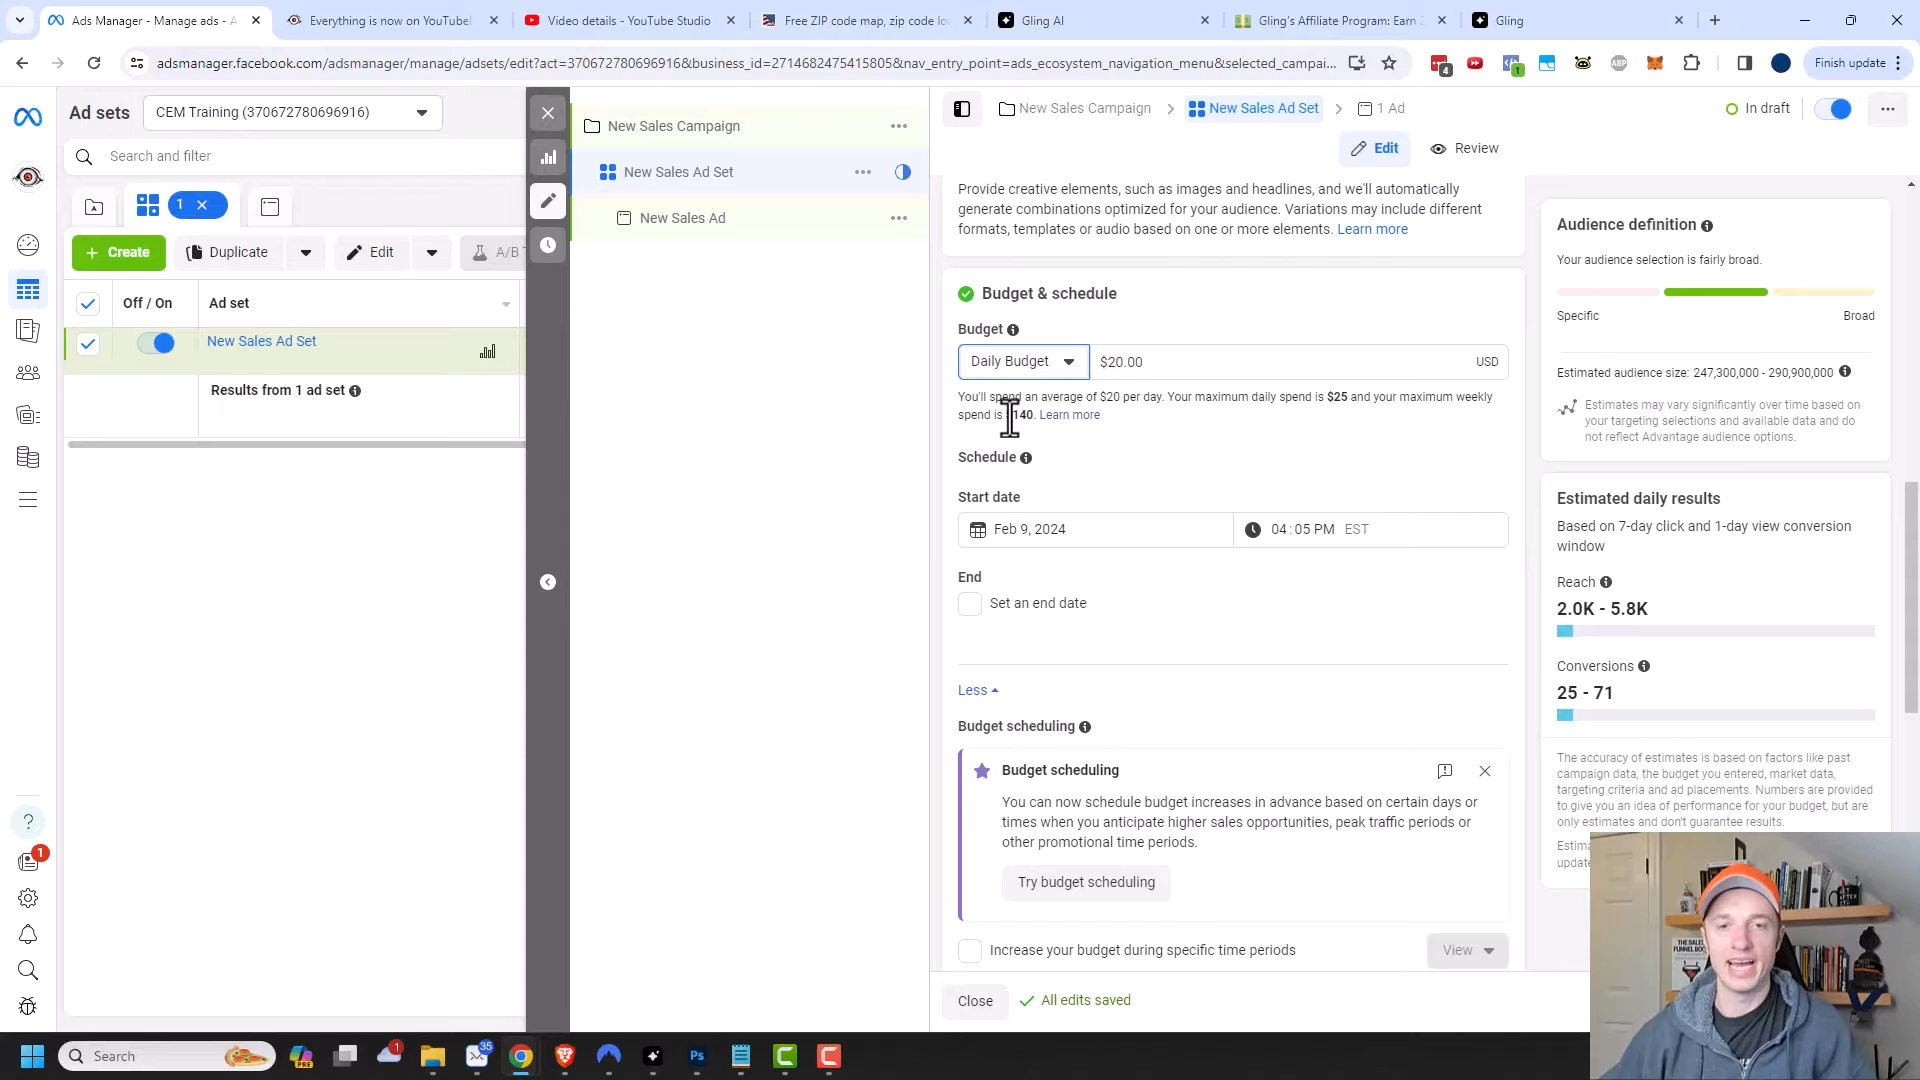 Ads Manager - Manage ads - A
Everything is now on YouTube!
Video details - YouTube Studio
Free ZIP code map, zip code lo
Gling AI
Gling's Affiliate Program: Earn
Gling
adsmanager.facebook.com/adsmanager/manage/adsets/edit?act=370672780696916&business_id=2714682475415805&nav_entry_point=ads_ecosystem_navigation_menu&selected_campai...
4
1
ABP
Finish update
Ad sets
CEM Training (370672780696916)
Search and filter
1
Create
Duplicate
Edit
A/B T
Off / On
Ad set
New Sales Ad Set
Results from 1 ad set
New Sales Campaign
New Sales Ad Set
New Sales Ad
New Sales Campaign
New Sales Ad Set
1 Ad
In draft
Edit
Review
Provide creative elements, such as images and headlines, and we'll automatically
generate combinations optimized for your audience. Variations may include different
formats, templates or audio based on one or more elements. Learn more
Budget & schedule
Budget
Daily Budget
$20.00
USD
You'll spend an average of $20 per day. Your maximum daily spend is $25 and your maximum weekly
spend is $140. Learn more
Schedule
Start date
Feb 9, 2024
04:05 PM EST
End
Set an end date
Less
Budget scheduling
Budget scheduling
You can now schedule budget increases in advance based on certain days or
times when you anticipate higher sales opportunities, peak traffic periods or
other promotional time periods.
Try budget scheduling
Increase your budget during specific time periods
View
Close
All edits saved
Audience definition
Your audience selection is fairly broad.
Specific
Broad
Estimated audience size: 247,300,000 - 290,900,000
Estimates may vary significantly over time based on
your targeting selections and available data and do
not reflect Advantage audience options.
Estimated daily results
Based on 7-day click and 1-day view conversion
window
Reach
2.0K - 5.8K
Conversions
25 - 71
The accuracy of estimates is based on factors like past
campaign data, the budget you entered, market data,
targeting criteria and ad placements. Numbers are provided
to give you an idea of performance for your budget, but are
only estimates and don't guarantee results.
Estima
update
1
Search
PRE
1
35
Ps